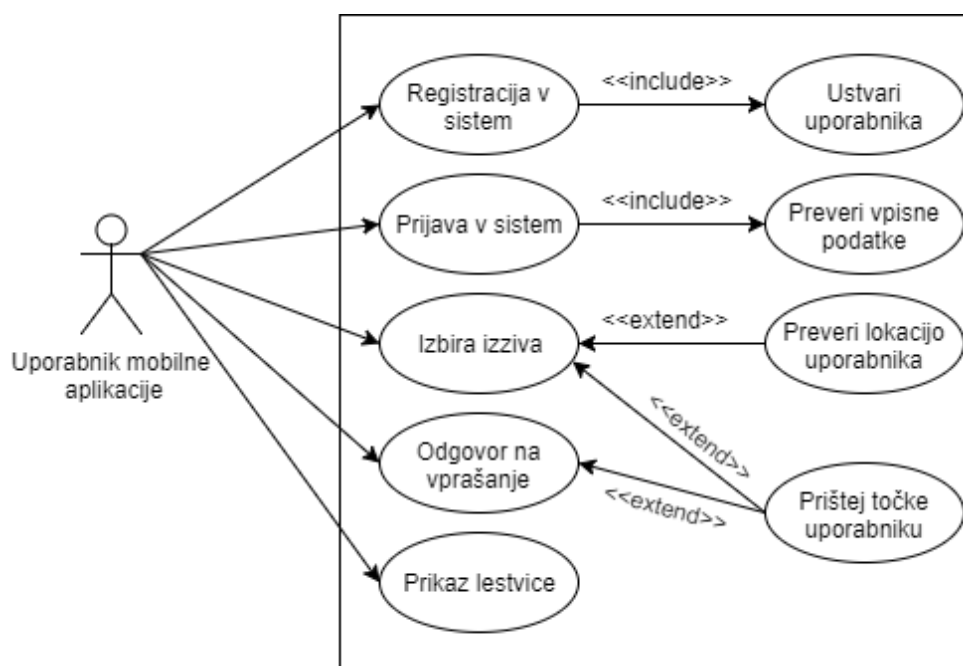 Registracija v
sistem
<<include>>
Ustvari
uporabnika
Prijava v sistem
<<include>>
Preveri vpisne
podatke
Uporabnik mobilne
aplikacije
Izbira izziva
<<extend>>
Preveri lokacijo
uporabnika
<<extend>>
Odgovor na
vprašanje
<<extend>>
Prištej točke
uporabniku
Prikaz lestvice